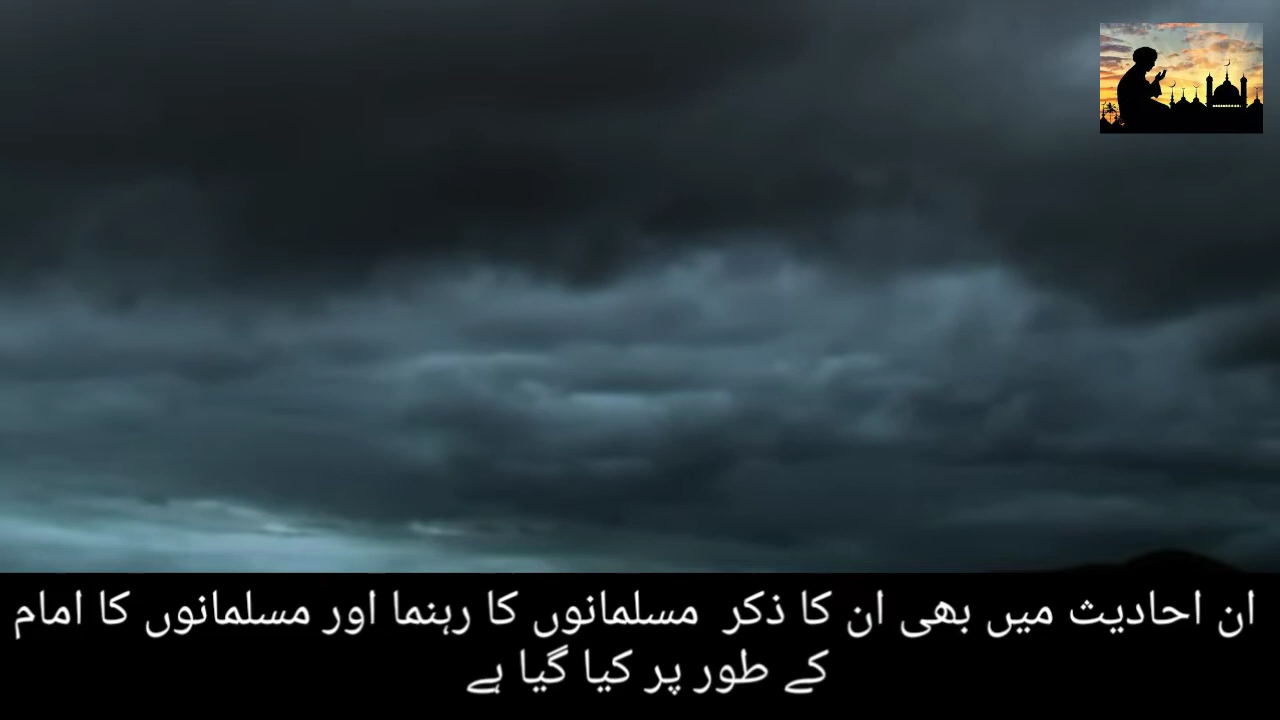 ان احادیث میں بھی ان کا ذکر مسلمانوں کا رہنما اور مسلمانوں کا امام
کے طور پر کیا گیا ہے